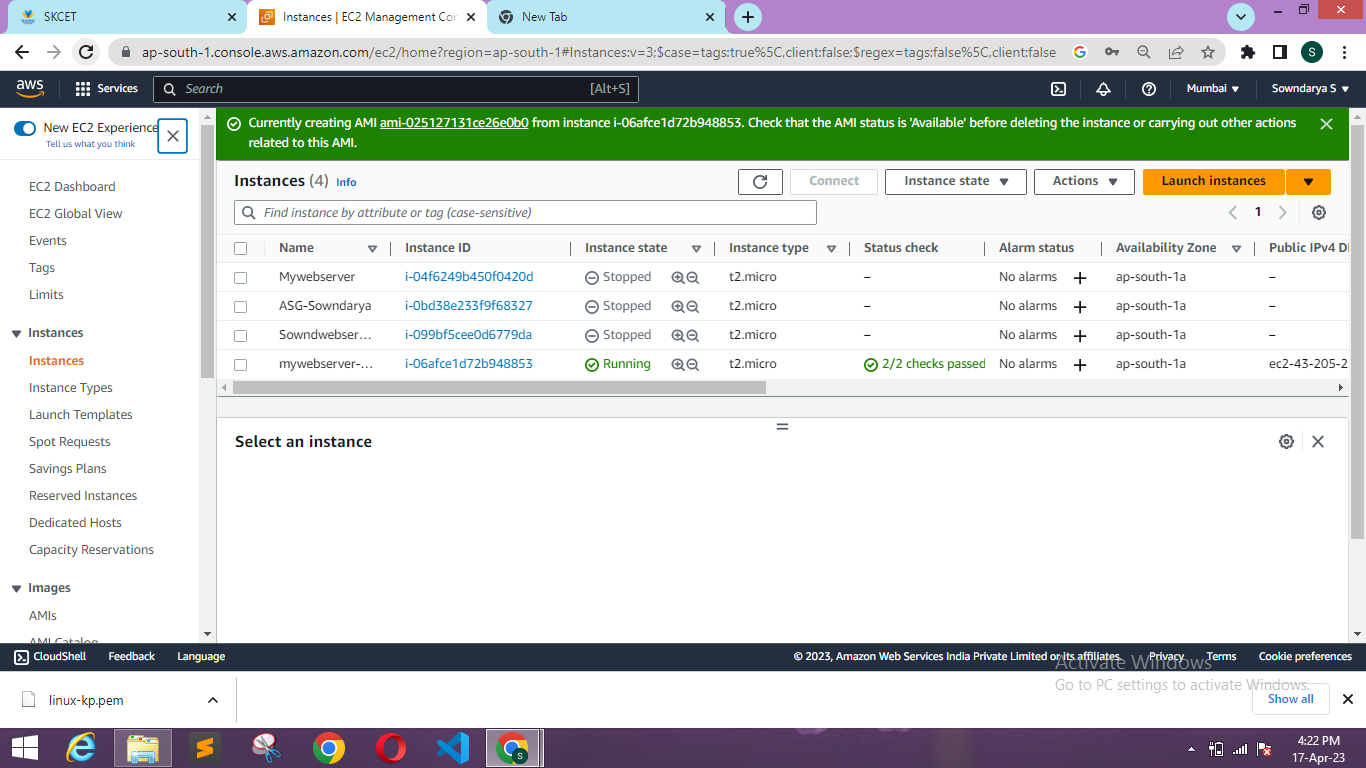 SKCET
Instances | EC2 Management Con
New Tab
ap-south-1.console.aws.amazon.com/ec2/home?region=ap-south-1#Instances:v=3;$case=tags:true%5C,client:false;$regex=tags:false%5C,client:false
S
aws
Services
Search
[Alt+S]
Mumbai
Sowndarya S
New EC2 Experience
Tell us what you think
EC2 Dashboard
EC2 Global View
Events
Tags
Limits
Instances
Instances
Instance Types
Launch Templates
Spot Requests
Savings Plans
Reserved Instances
Dedicated Hosts
Capacity Reservations
Images
AMIs
AMI Catalog
Currently creating AMI ami-025127131ce26e0b0 from instance i-06afce1d72b948853. Check that the AMI status is 'Available' before deleting the instance or carrying out other actions
related to this AMI.
Instances (4) Info
Connect
Instance state
Actions
Launch instances
Find instance by attribute or tag (case-sensitive)
1
Name Instance ID Instance state Instance type Status check Alarm status Availability Zone Public IPv4 D
Mywebserver i-04f6249b450f0420d Stopped t2.micro – No alarms + ap-south-1a –
ASG-Sowndarya i-0bd38e233f9f68327 Stopped t2.micro – No alarms + ap-south-1a –
Sowndwebser... i-099bf5cee0d6779da Stopped t2.micro – No alarms + ap-south-1a –
mywebserver-... i-06afce1d72b948853 Running t2.micro 2/2 checks passed No alarms + ap-south-1a ec2-43-205-2
Select an instance
CloudShell
Feedback
Language
© 2023, Amazon Web Services India Private Limited or its affiliates.
Privacy
Terms
Cookie preferences
Activate Windows
Go to PC settings to activate Windows.
linux-kp.pem
Show all
S
4:22 PM
17-Apr-23